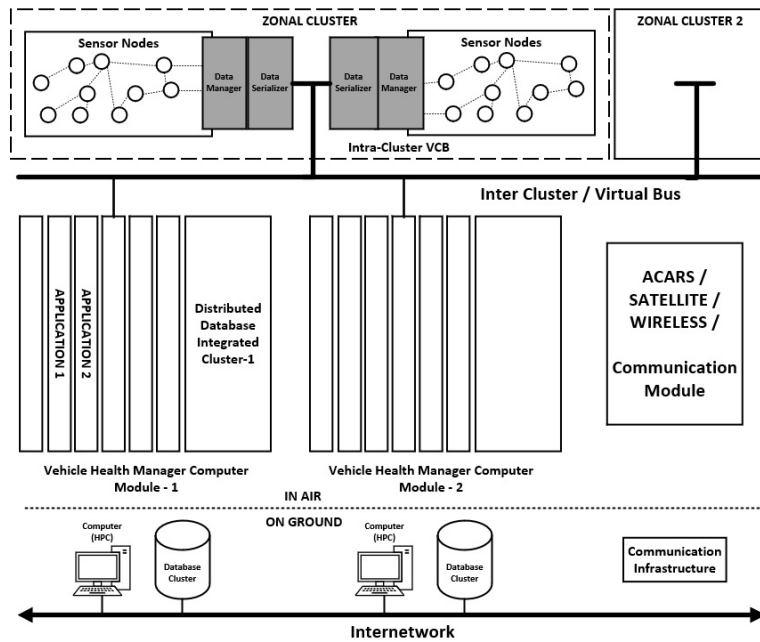 ZONAL CLUSTER
ZONAL CLUSTER 2
Sensor Nodes
Data
Manager
Data
Serializer
Data
Serializer
Data
Manager
Sensor Nodes
Intra-Cluster VCB
Inter Cluster / Virtual Bus
APPLICATION 1
APPLICATION 2
Distributed
Database
Integrated
Cluster-1
ACARS /
SATELLITE /
WIRELESS /
Communication
Module
Vehicle Health Manager Computer
Module - 1
Vehicle Health Manager Computer
Module - 2
IN AIR
ON GROUND
Computer
(HPC)
Database
Cluster
Computer
(HPC)
Database
Cluster
Communication
Infrastructure
Internetwork